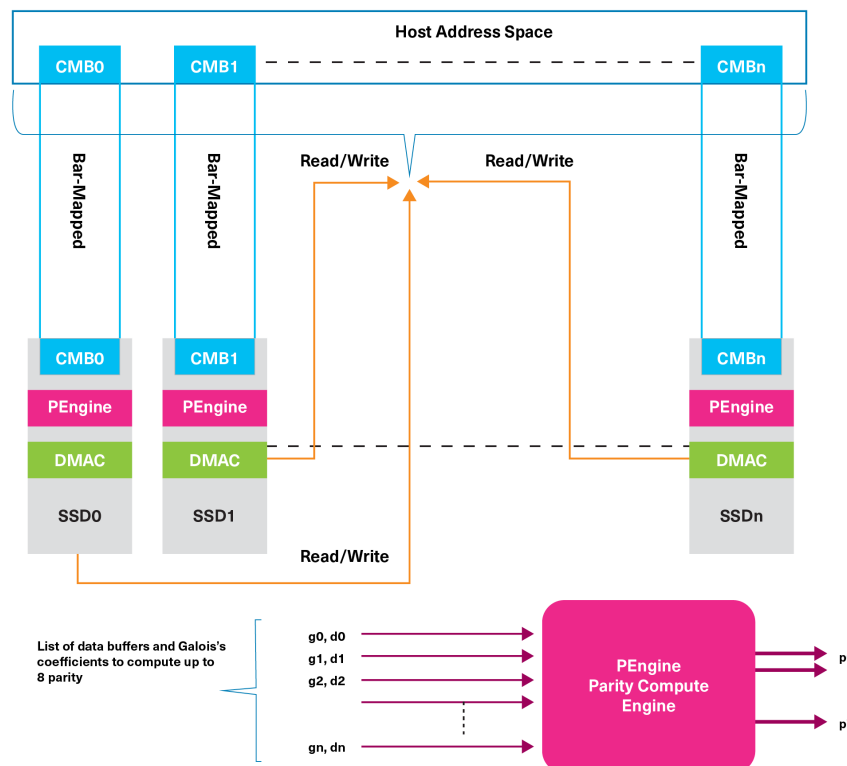 Host Address Space
CMB0
CMB1
CMBn
Bar-Mapped
Bar-Mapped
Bar-Mapped
Read/Write
Read/Write
CMB0
CMB1
CMBn
PEngine
PEngine
PEngine
DMAC
DMAC
DMAC
SSD0
SSD1
SSDn
Read/Write
List of data buffers and Galois's
coefficients to compute up to
8 parity
g0, d0
g1, d1
g2, d2
gn, dn
PEngine
Parity Compute
Engine
p
p